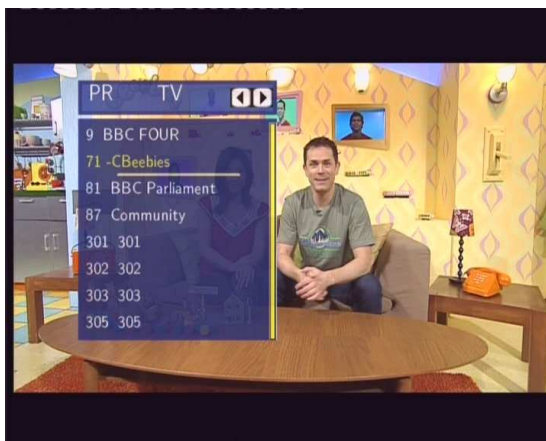 PR TV
9 BBC FOUR
71 -CBeebies
81 BBC Parliament
87 Community
301 301
302 302
303 303
305 305